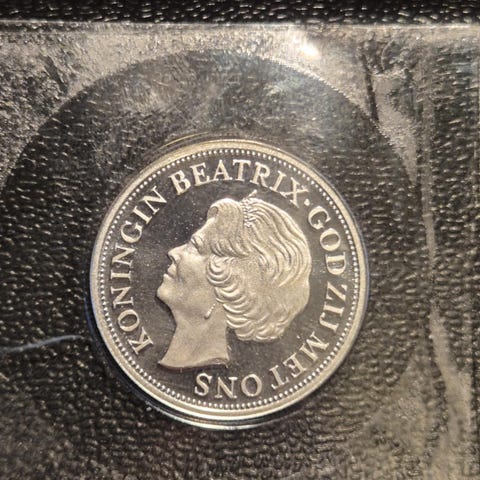 KONINGIN BEATRIX·GOD ZIJ MET ONS